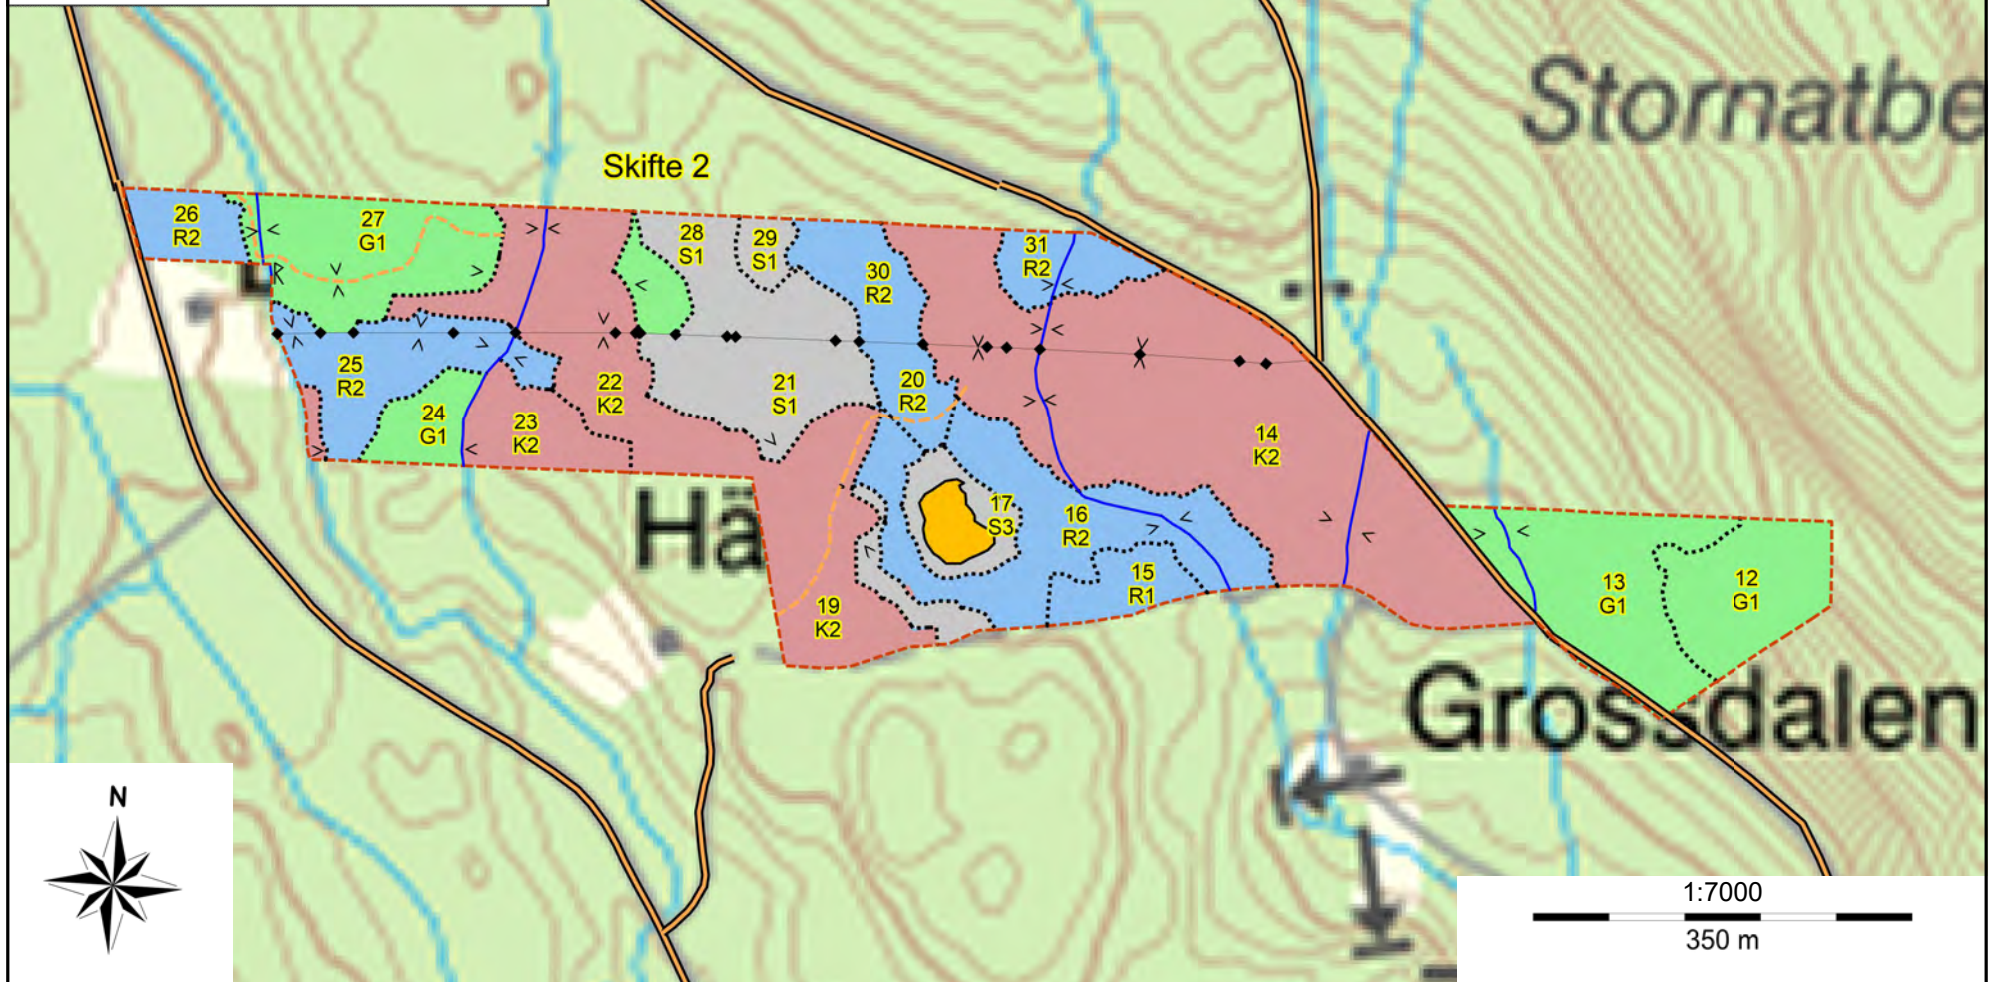 Stornatbe
Skifte 2
26
R2
27
G1
28
S1
29
S1
30
R2
31
R2
25
R2
24
G1
23
K2
22
K2
21
S1
20
R2
14
K2
17
S3
16
R2
15
R1
19
K2
13
G1
12
G1
Hä
Grossdalen
N
1:7000
350 m